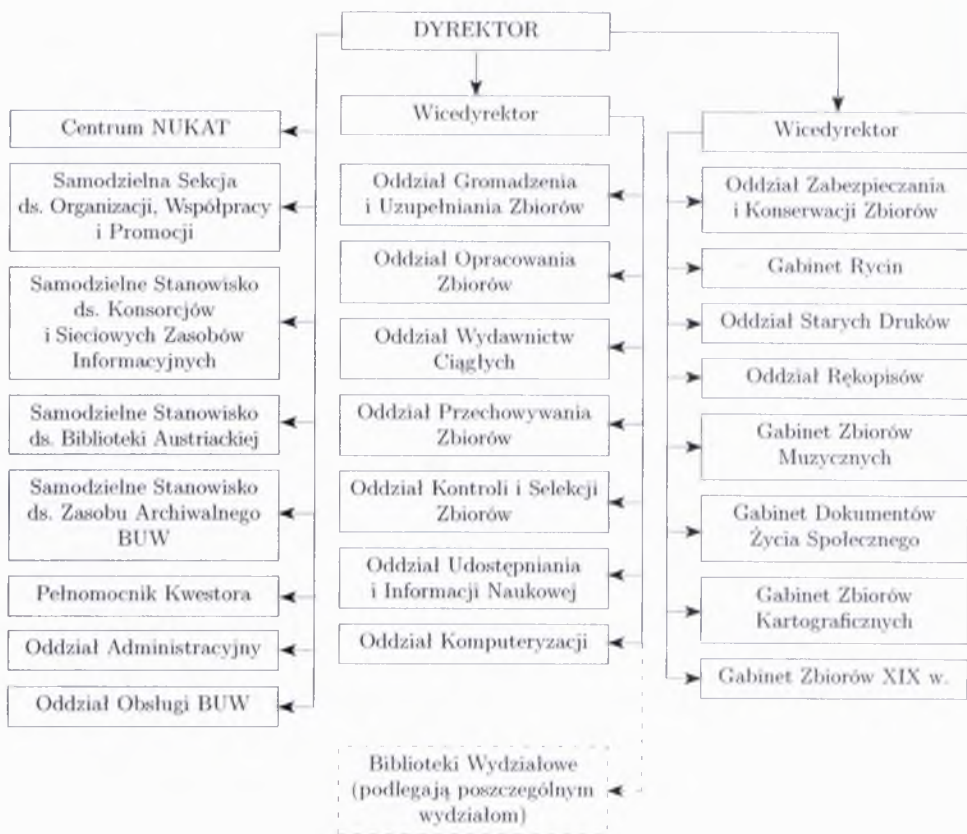 DYREKTOR
Centrum NUKAT
Samodzielna Sekcja
ds. Organizacji, Współpracy
i Promocji
Samodzielne Stanowisko
ds. Konsorcjów
i Sieciowych Zasobów
Informacyjnych
Samodzielne Stanowisko
ds. Biblioteki Austriackiej
Samodzielne Stanowisko
ds. Zasobu Archiwalnego
BUW
Pełnomocnik Kwestora
Oddział Administracyjny
Oddział Obsługi BUW
Wicedyrektor
Oddział Gromadzenia
i Uzupełniania Zbiorów
Oddział Opracowania
Zbiorów
Oddział Wydawnictw
Ciągłych
Oddział Przechowywania
Zbiorów
Oddział Kontroli i Selekcji
Zbiorów
Oddział Udostępniania
i Informacji Naukowej
Oddział Komputeryzacji
Biblioteki Wydziałowe
(podlegają poszczególnym
wydziałom)
Wicedyrektor
Oddział Zabezpieczania
i Konserwacji Zbiorów
Gabinet Rycin
Oddział Starych Druków
Oddział Rękopisów
Gabinet Zbiorów
Muzycznych
Gabinet Dokumentów
Życia Społecznego
Gabinet Zbiorów
Kartograficznych
Gabinet Zbiorów XIX w.